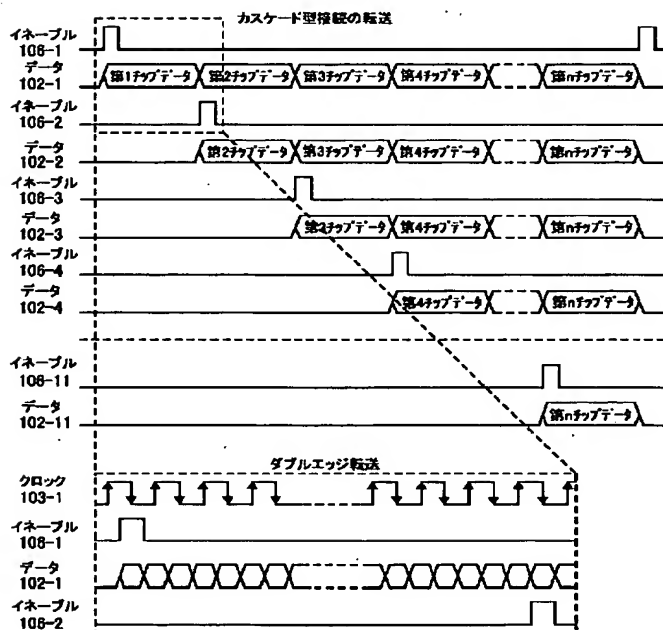 カスケード型接続の転送
イネーブル
106-1
データ
102-1
第1チップデータ 第2チップデータ 第3チップデータ 第4チップデータ 第nチップデータ
イネーブル
106-2
データ
102-2
第2チップデータ 第3チップデータ 第4チップデータ 第nチップデータ
イネーブル
106-3
データ
102-3
第3チップデータ 第4チップデータ 第nチップデータ
イネーブル
106-4
データ
102-4
第4チップデータ 第nチップデータ
イネーブル
106-11
データ
102-11
第nチップデータ
ダブルエッジ転送
クロック
103-1
イネーブル
106-1
データ
102-1
イネーブル
106-2